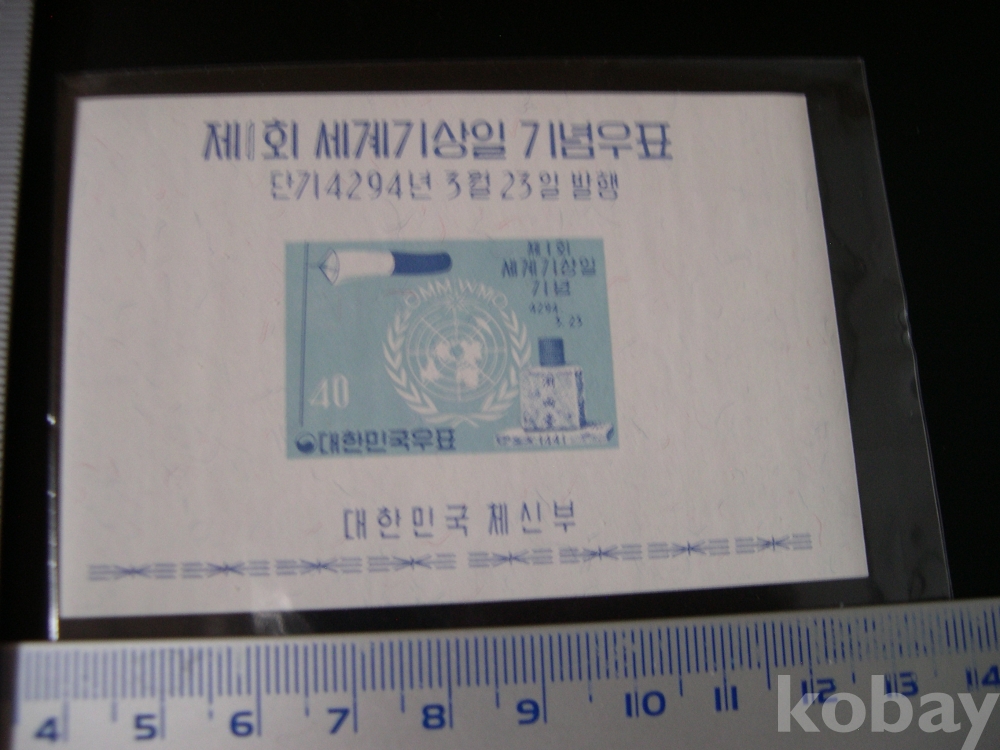 제1회 세계기상일 기념우표
단기4294년 3월 23일 발행
제1회
세계기상일
기념
4294
3. 23
OMM WMO
40
대한민국우표
1441
대한민국 체신부
4 5 6 7 8 9 10 11 12 13 14
kobay